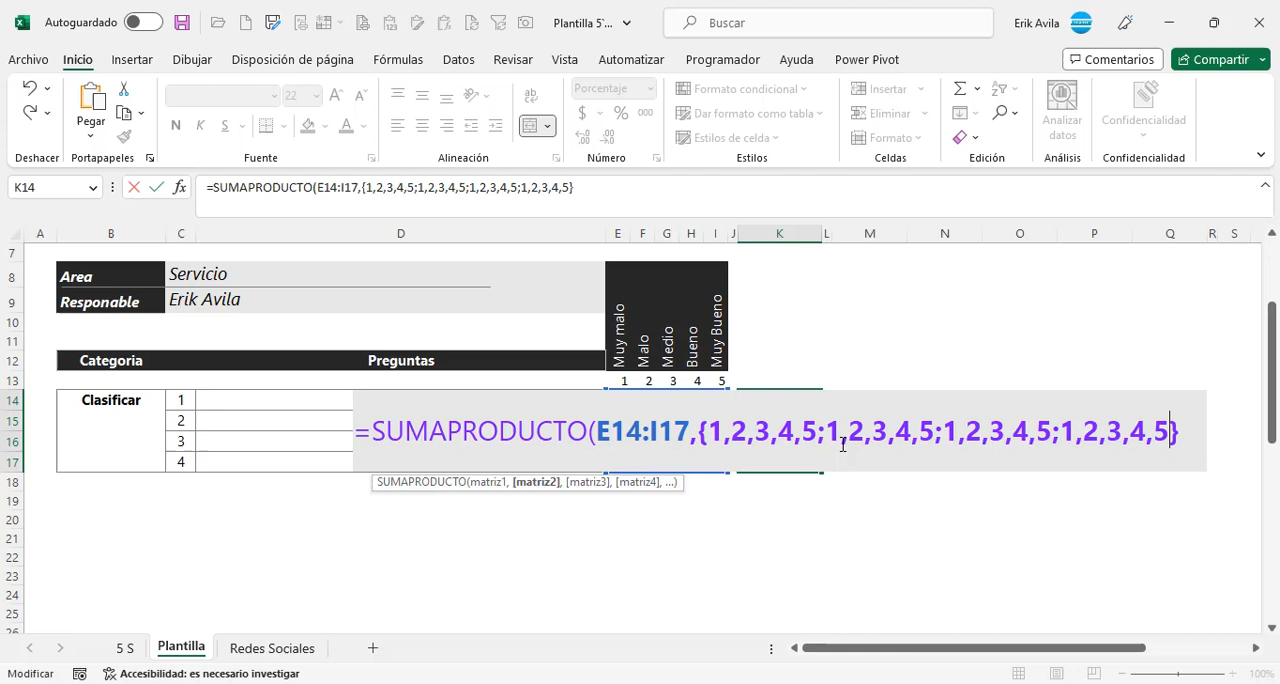 Autoguardado
Plantilla 5´...
Buscar
Erik Avila
Archivo Inicio Insertar Dibujar Disposición de página Fórmulas Datos Revisar Vista Automatizar Programador Ayuda Power Pivot
Comentarios
Compartir
Pegar
22
N K S
ab
c
Porcentaje
$ % 000
Formato condicional
Dar formato como tabla
Estilos de celda
Insertar
Eliminar
Formato
Analizar
datos
Confidencialidad
Deshacer Portapapeles Fuente Alineación Número Estilos Celdas Edición Análisis Confidencialidad
K14
fx
=SUMAPRODUCTO(E14:I17,{1,2,3,4,5;1,2,3,4,5;1,2,3,4,5;1,2,3,4,5}
A B C D E F G H I J K L M N O P Q R S
7
8 Area Servicio
9 Responable Erik Avila
10
11
Muy malo
Malo
Medio
Bueno
Muy Bueno
12 Categoria Preguntas
13 1 2 3 4 5
14 Clasificar 1
15 2
=SUMAPRODUCTO(E14:I17,{1,2,3,4,5;1,2,3,4,5;1,2,3,4,5;1,2,3,4,5}
16 3
17 4
18
SUMAPRODUCTO(matriz1, [matriz2], [matriz3], [matriz4], ...)
19
20
21
22
23
24
25
26
5 S Plantilla Redes Sociales
Modificar
Accesibilidad: es necesario investigar
100%